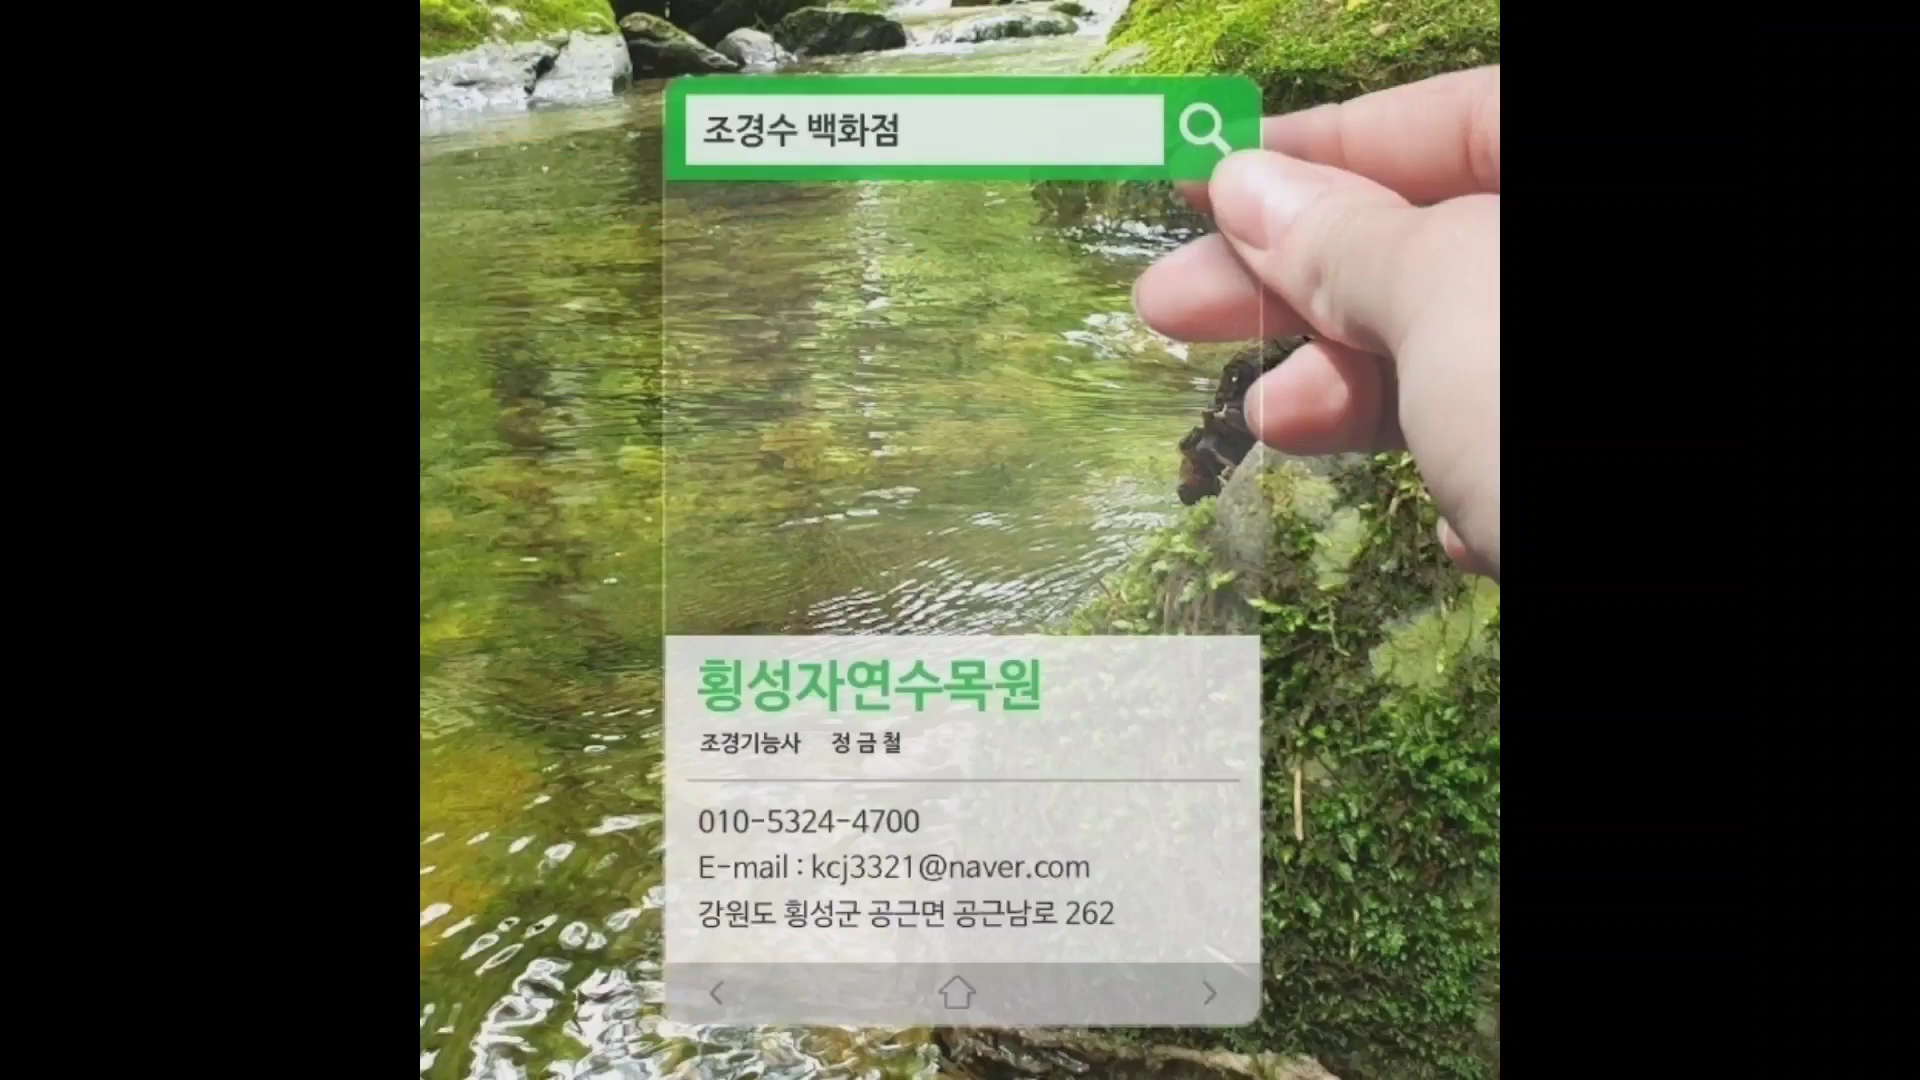 조경수 백화점
횡성자연수목원
조경기능사 정금철
010-5324-4700
E-mail : kcj3321@naver.com
강원도 횡성군 공근면 공근남로 262